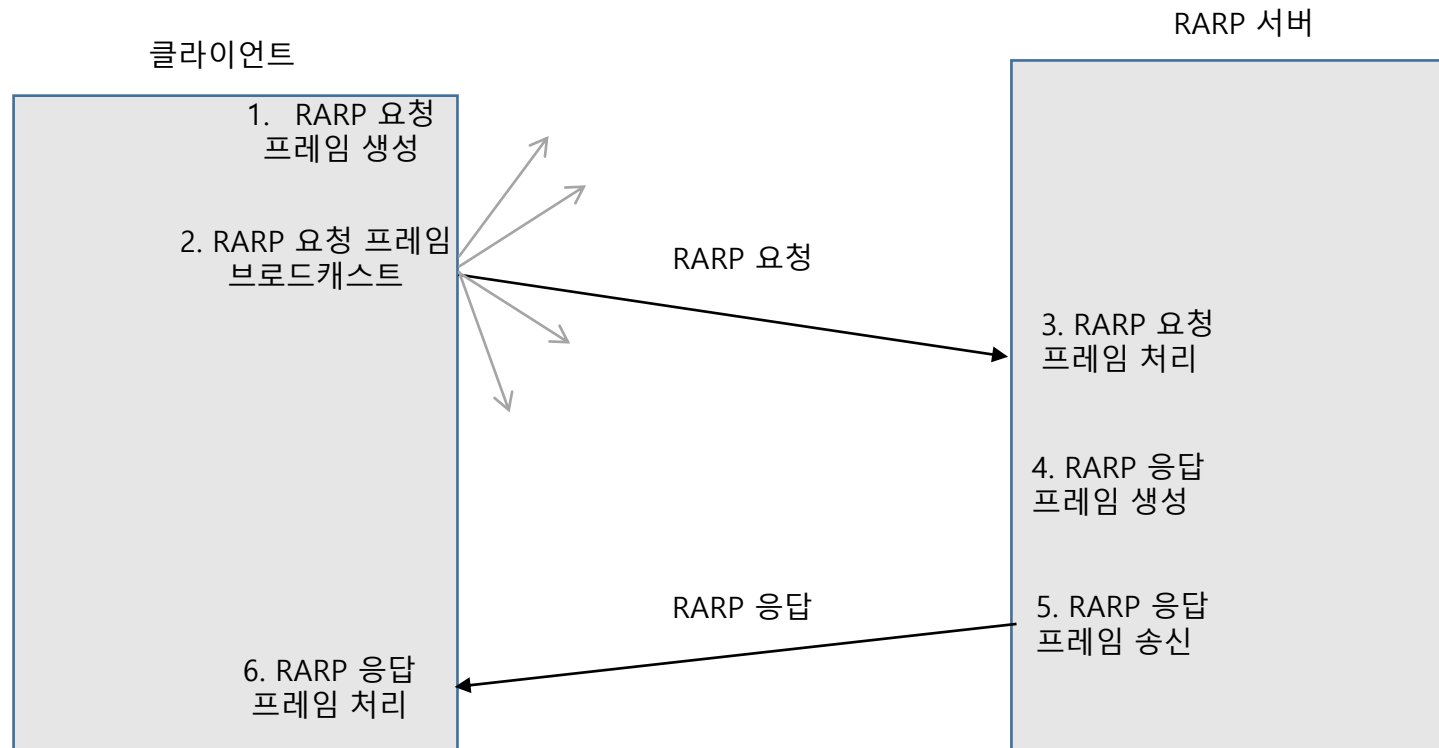 RARP 서버
클라이언트
1. RARP 요청
프레임 생성
2. RARP 요청 프레임
브로드캐스트
RARP 요청
3. RARP 요청
프레임 처리
4. RARP 응답
프레임 생성
RARP 응답
5. RARP 응답
프레임 송신
6. RARP 응답
프레임 처리